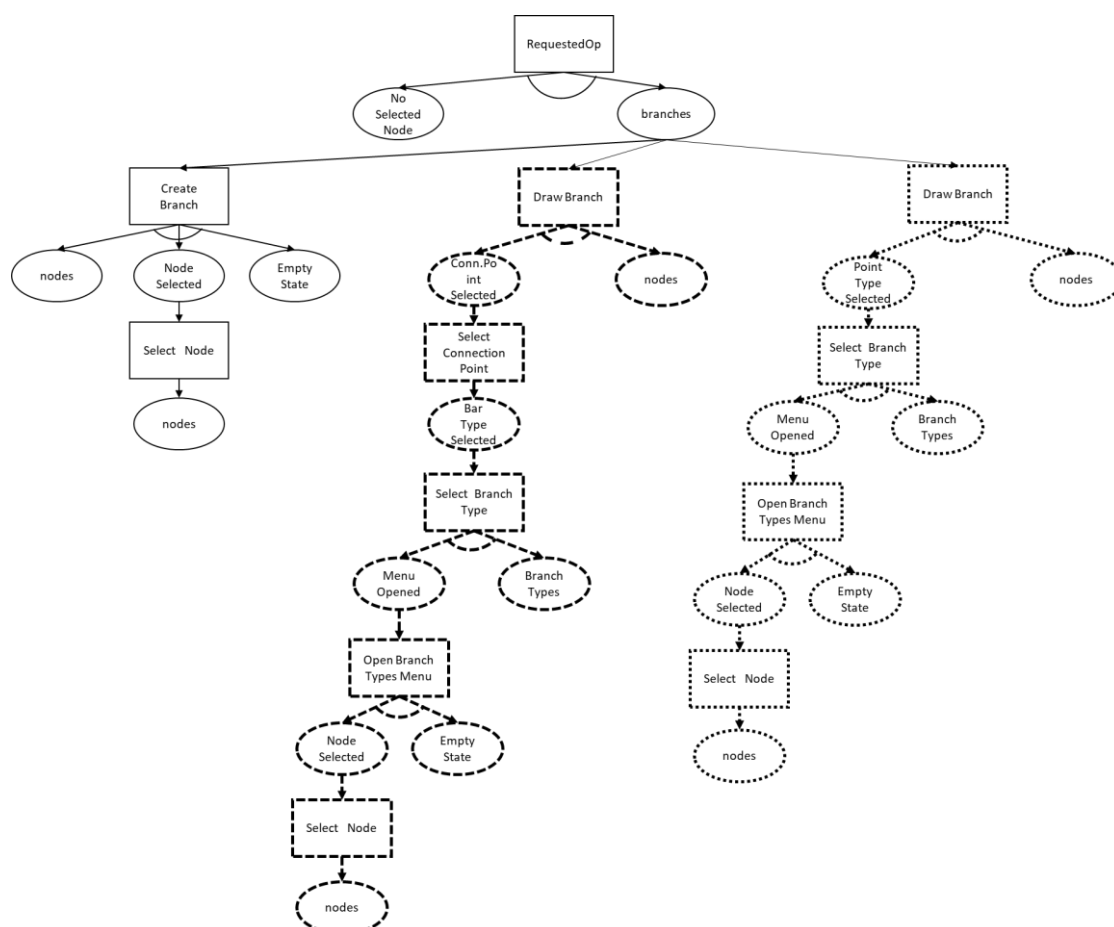 RequestedOp
No
Selected
Node
branches
Create
Branch
Draw Branch
Draw Branch
nodes
Node
Selected
Empty
State
Conn.Po
int
Selected
nodes
Point
Type
Selected
nodes
Select Node
Select
Connection
Point
Select Branch
Type
nodes
Bar
Type
Selected
Menu
Opened
Branch
Types
Select Branch
Type
Open Branch
Types Menu
Menu
Opened
Branch
Types
Node
Selected
Empty
State
Open Branch
Types Menu
Select Node
Node
Selected
Empty
State
nodes
Select Node
nodes